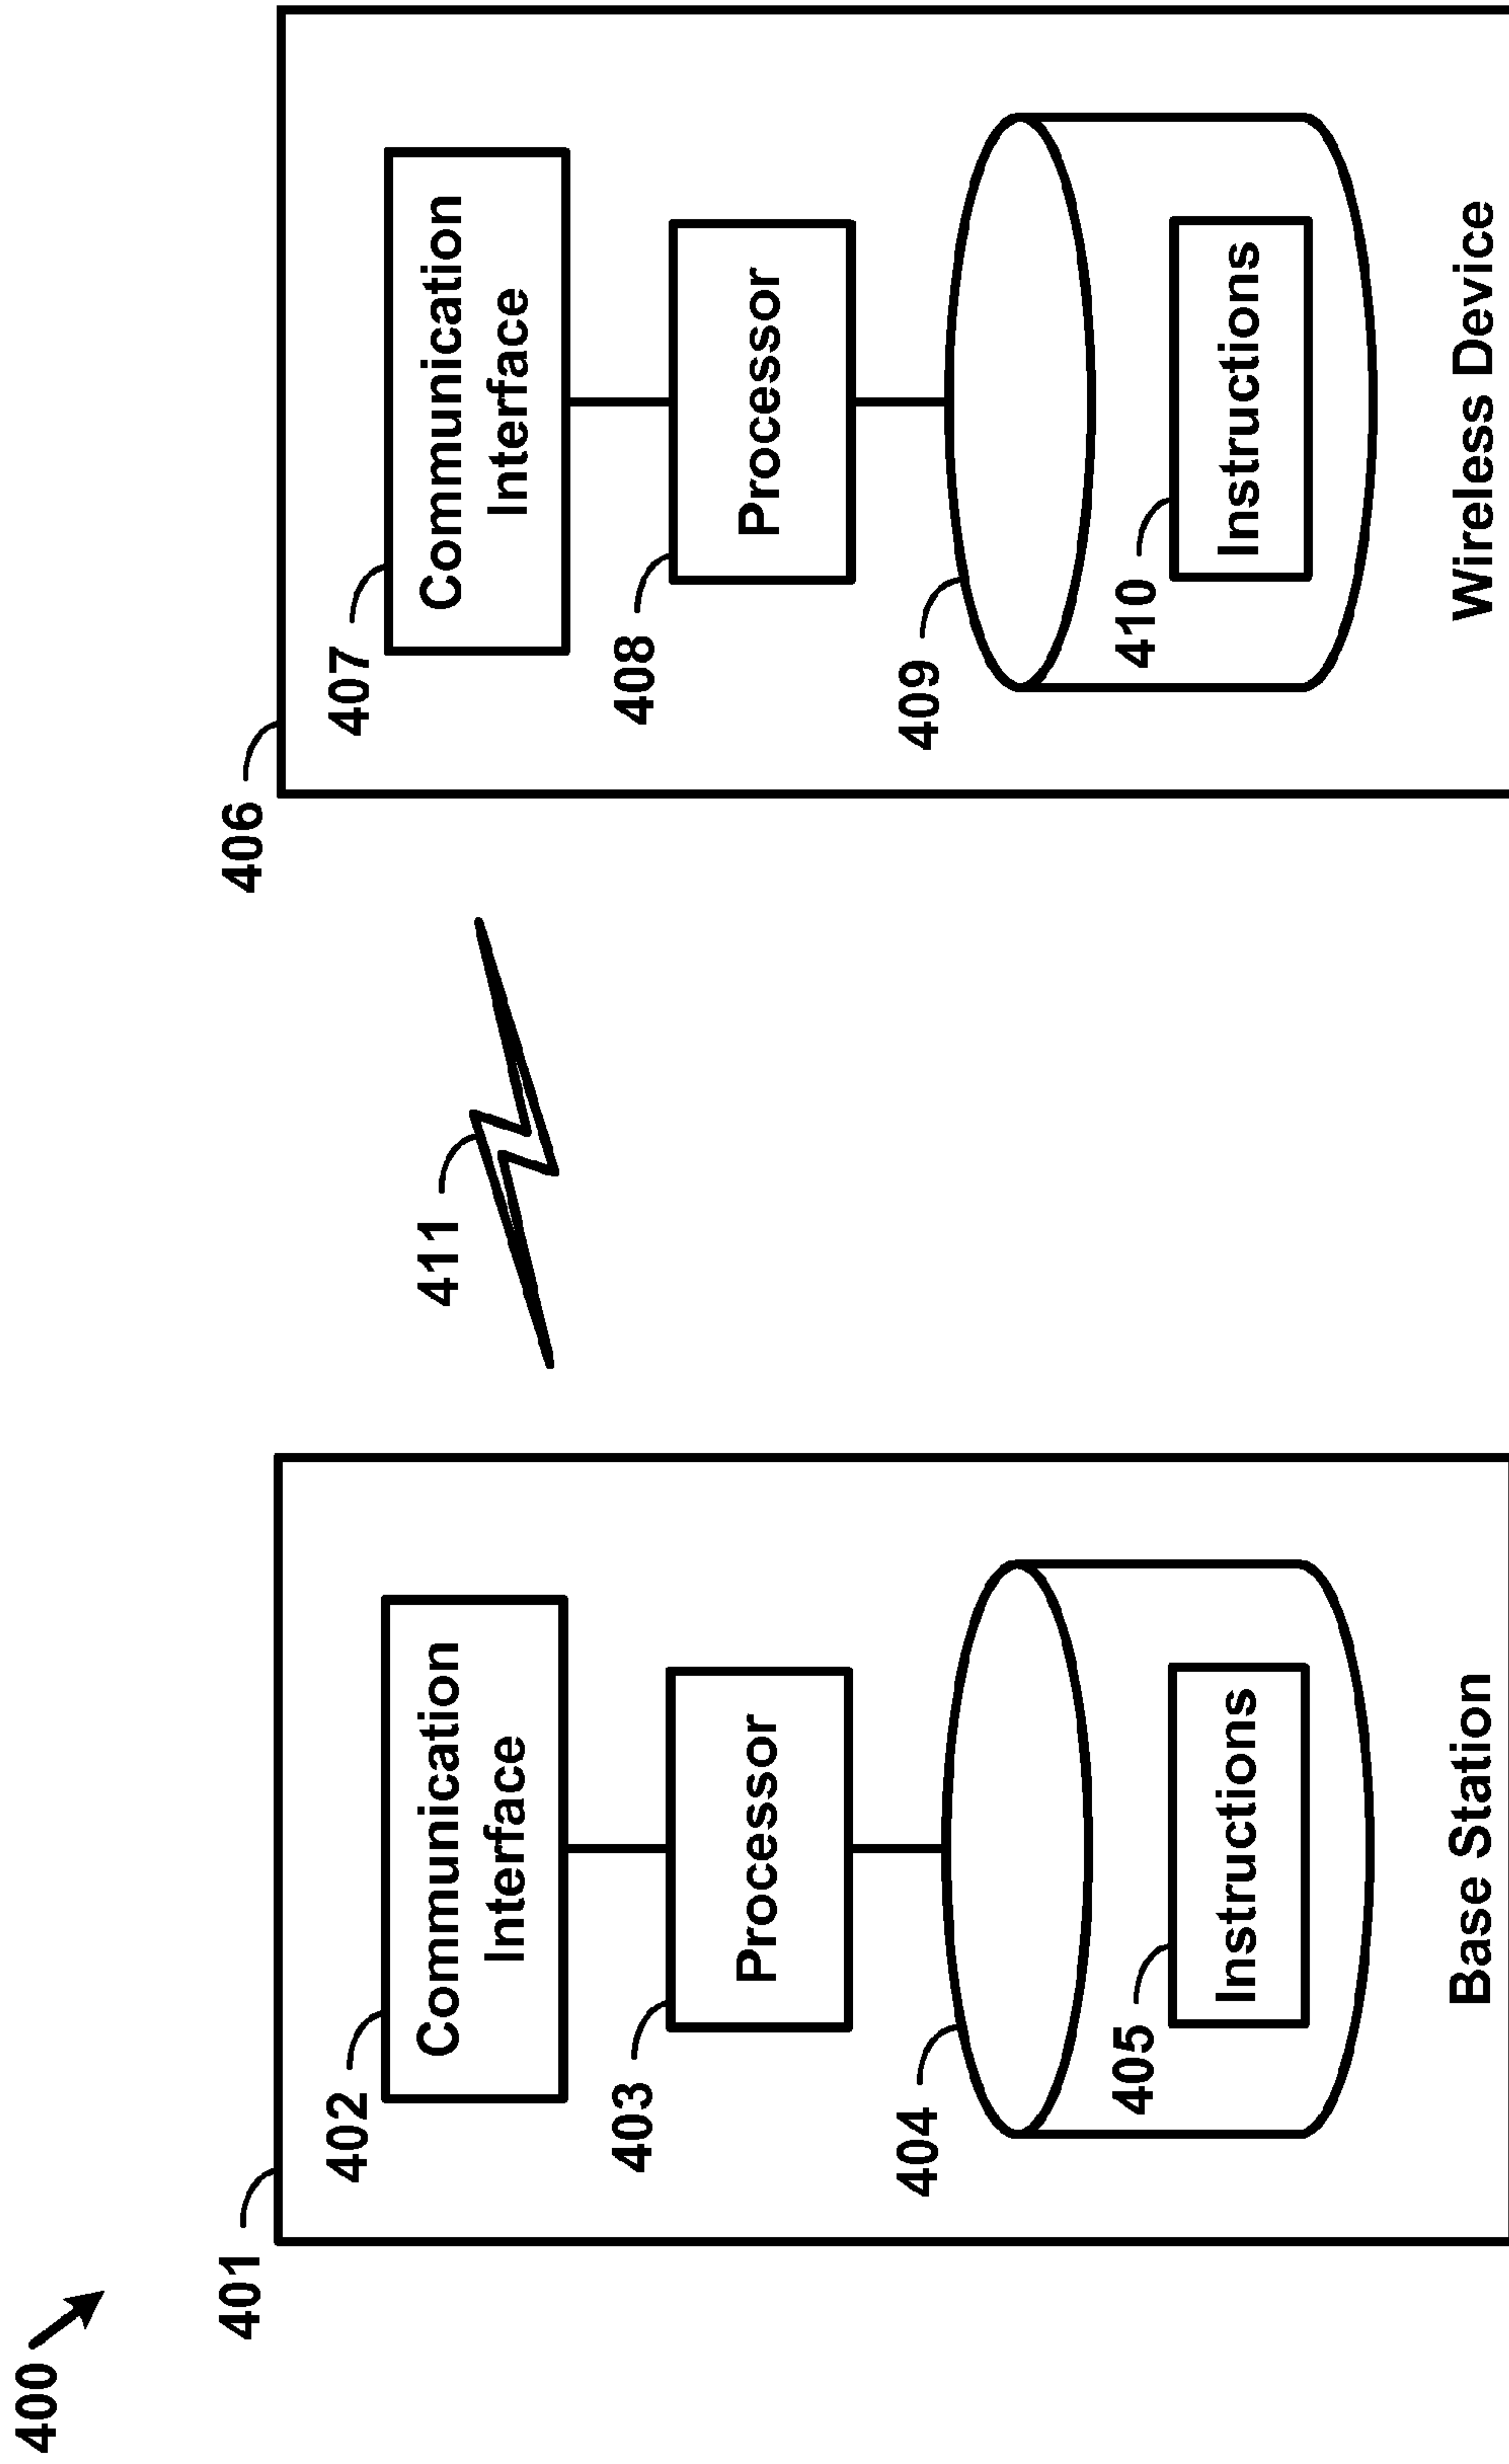 400
401
402
Communication
Interface
403
Processor
404
405
Instructions
Base Station
411
406
407
Communication
Interface
408
Processor
409
410
Instructions
Wireless Device